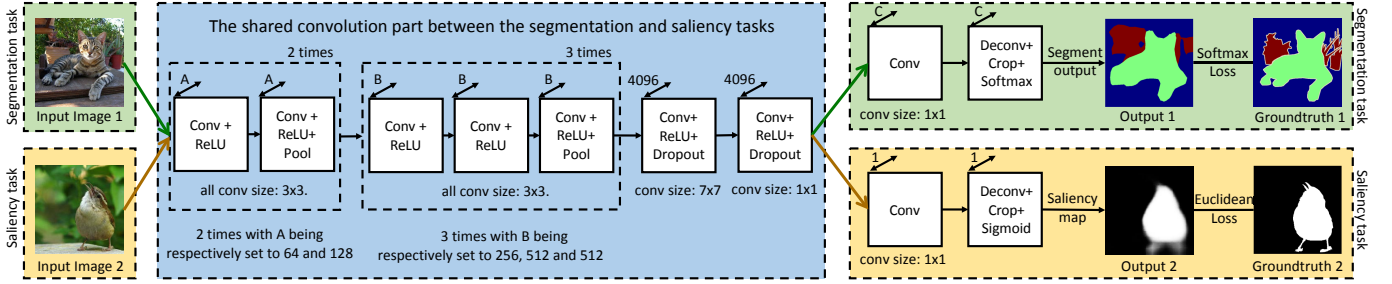 Segmentation task
Input Image 1
Saliency task
Input Image 2
The shared convolution part between the segmentation and saliency tasks
2 times
A
Conv +
ReLU
A
Conv +
ReLU+
Pool
all conv size: 3x3.
2 times with A being
respectively set to 64 and 128
3 times
B
Conv +
ReLU
B
Conv +
ReLU
B
Conv +
ReLU+
Pool
all conv size: 3x3.
3 times with B being
respectively set to 256, 512 and 512
4096
Conv+
ReLU+
Dropout
conv size: 7x7
4096
Conv+
ReLU+
Dropout
conv size: 1x1
C
Conv
conv size: 1x1
C
Deconv+
Crop+
Softmax
Segment
output
Output 1
Softmax
Loss
Groundtruth 1
Segmentation task
1
Conv
conv size: 1x1
1
Deconv+
Crop+
Sigmoid
Saliency
map
Output 2
Euclidean
Loss
Groundtruth 2
Saliency task